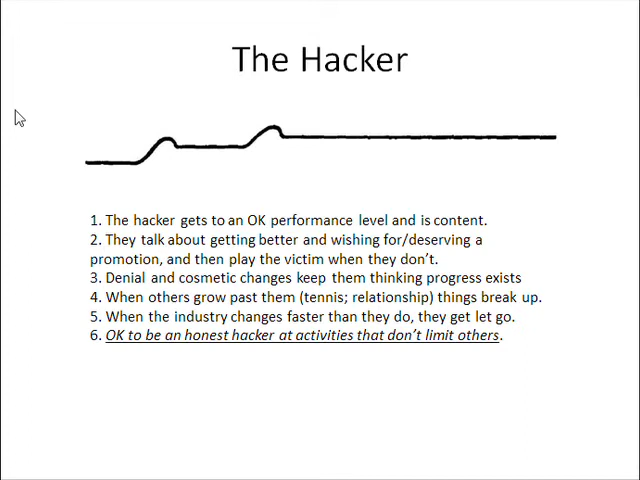 The Hacker
1. The hacker gets to an OK performance level and is content.
2. They talk about getting better and wishing for/deserving a
promotion, and then play the victim when they don't.
3. Denial and cosmetic changes keep them thinking progress exists
4. When others grow past them (tennis; relationship) things break up.
5. When the industry changes faster than they do, they get let go.
6. OK to be an honest hacker at activities that don't limit others.